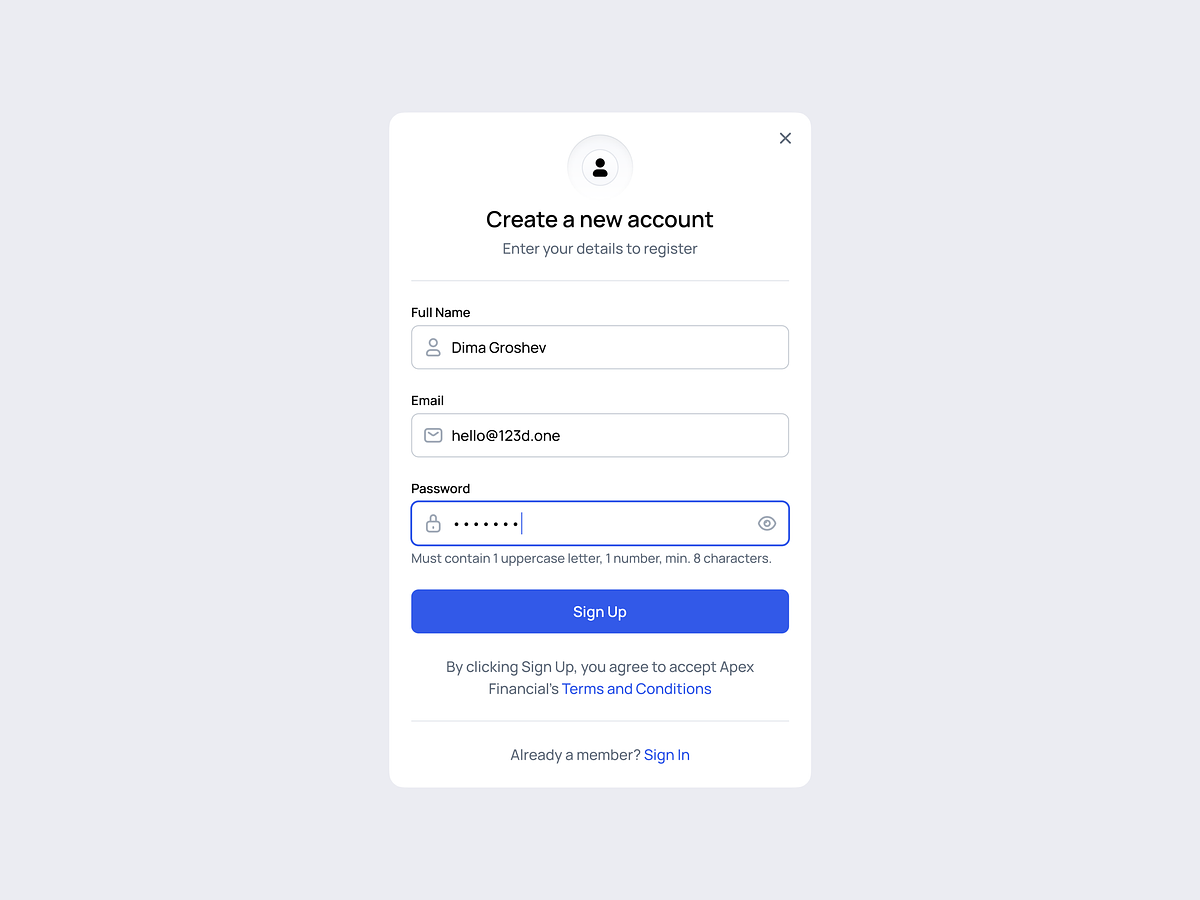 Create a new account
Enter your details to register
Full Name
Dima Groshev
Email
hello@123d.one
Password
•••••••
Must contain 1 uppercase letter, 1 number, min. 8 characters.
Sign Up
By clicking Sign Up, you agree to accept Apex
Financial's Terms and Conditions
Already a member? Sign In